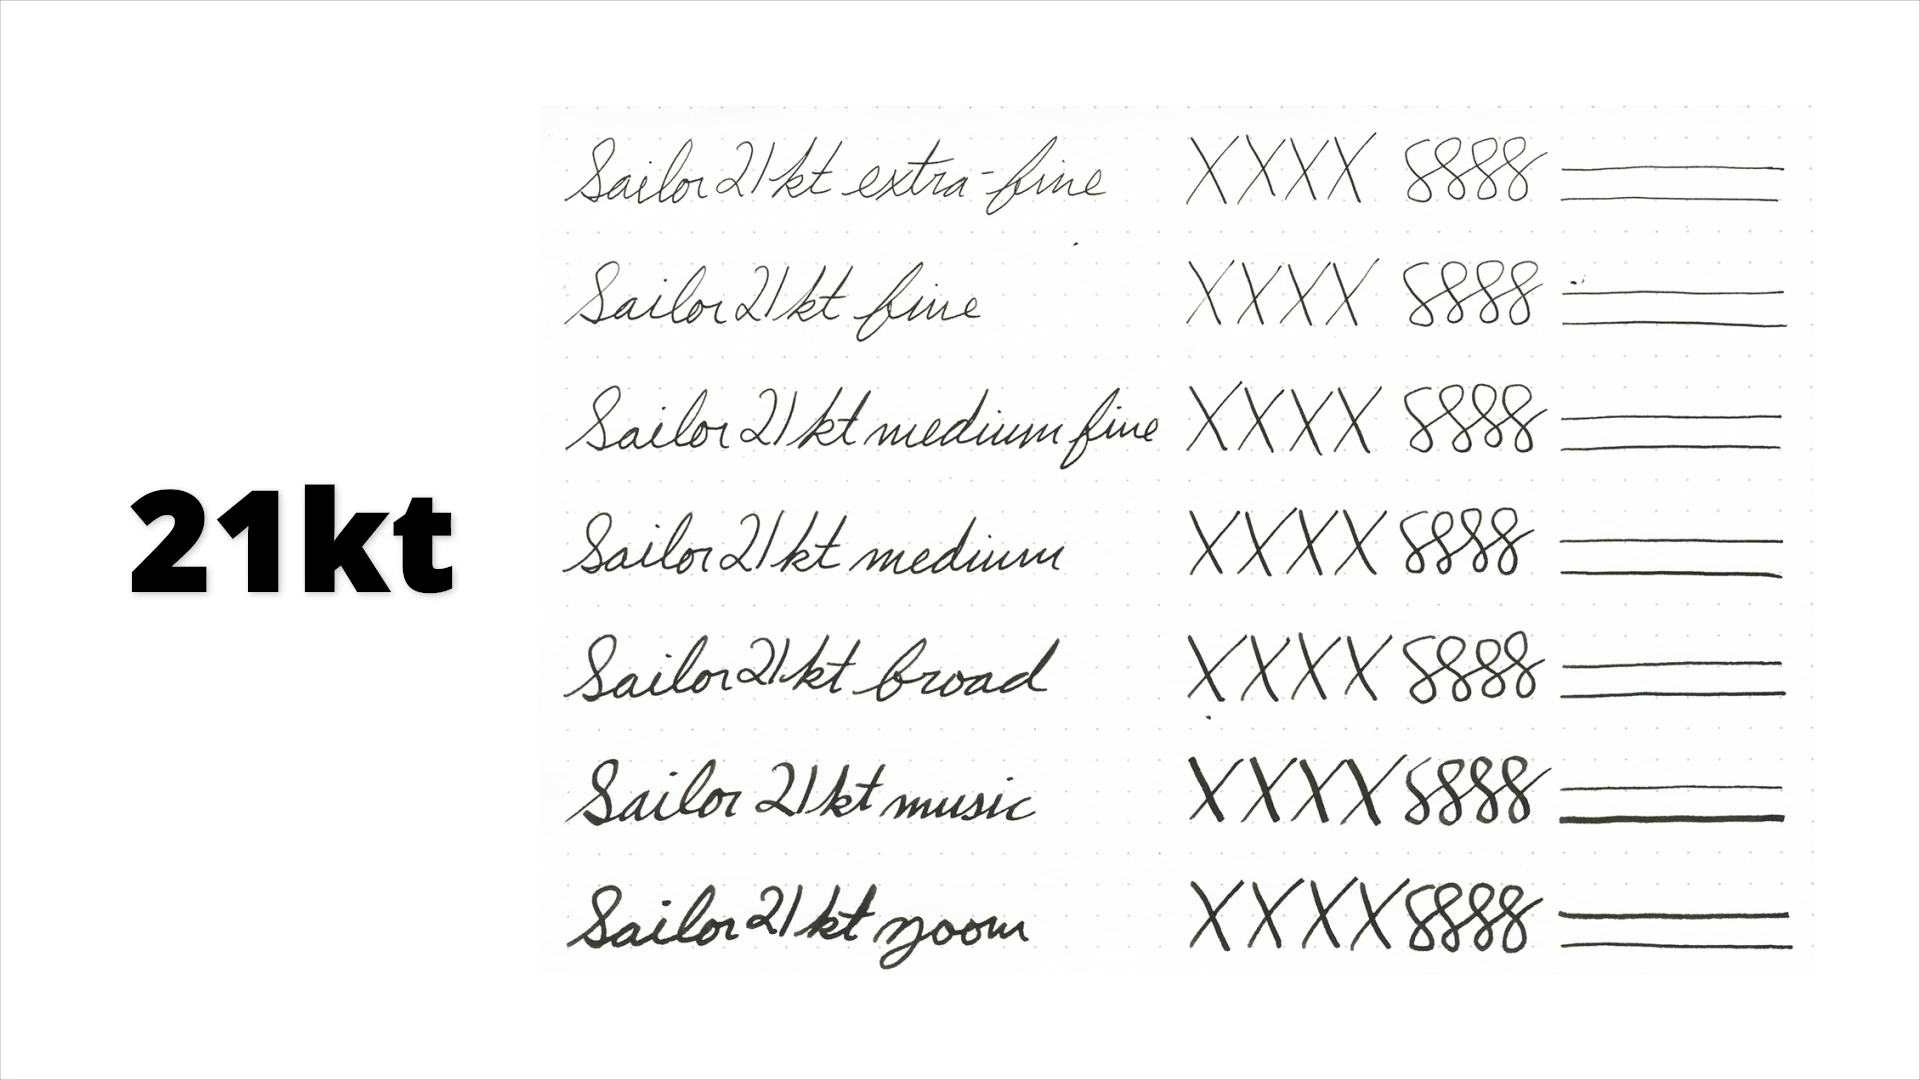 21kt
Sailor 21kt extra-fine XXXX 8888
Sailor 21kt fine XXXX 8888
Sailor 21kt medium fine XXXX 8888
Sailor 21kt medium XXXX 8888
Sailor 21kt broad XXXX 8888
Sailor 21kt music XXXX 8888
Sailor 21kt zoom XXXX 8888